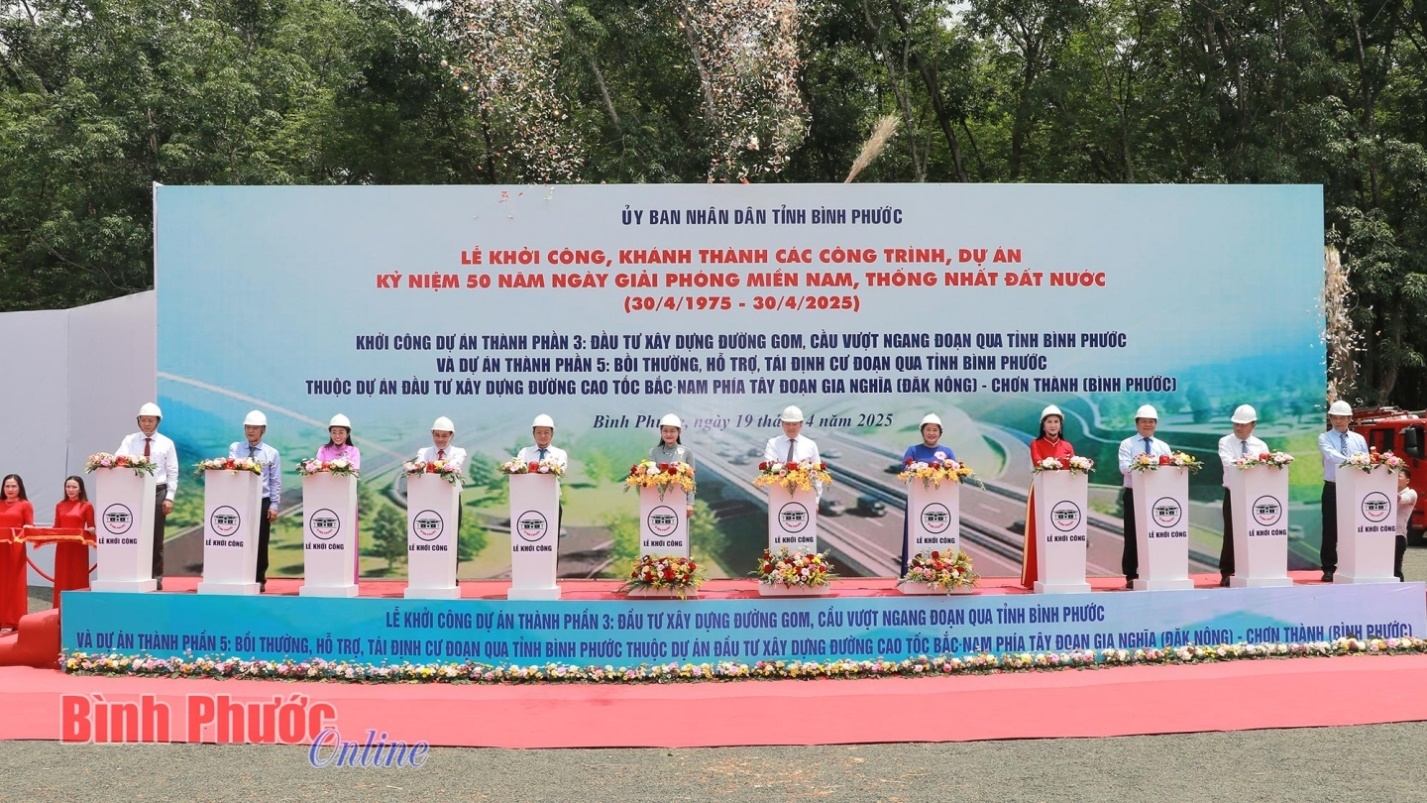 ỦY BAN NHÂN DÂN TỈNH BÌNH PHƯỚC
LỄ KHỞI CÔNG, KHÁNH THÀNH CÁC CÔNG TRÌNH, DỰ ÁN
KỶ NIỆM 50 NĂM NGÀY GIẢI PHÓNG MIỀN NAM, THỐNG NHẤT ĐẤT NƯỚC
(30/4/1975 - 30/4/2025)
KHỞI CÔNG DỰ ÁN THÀNH PHẦN 3: ĐẦU TƯ XÂY DỰNG ĐƯỜNG GOM, CẦU VƯỢT NGANG ĐOẠN QUA TỈNH BÌNH PHƯỚC
VÀ DỰ ÁN THÀNH PHẦN 5: BỒI THƯỜNG, HỖ TRỢ, TÁI ĐỊNH CƯ ĐOẠN QUA TỈNH BÌNH PHƯỚC
THUỘC DỰ ÁN ĐẦU TƯ XÂY DỰNG ĐƯỜNG CAO TỐC BẮC-NAM PHÍA TÂY ĐOẠN GIA NGHĨA (ĐĂK NÔNG) - CHƠN THÀNH (BÌNH PHƯỚC)
Bình ngày 19 4 năm 2025
LỄ KHỞI CÔNG
LỄ KHỞI CÔNG
LỄ KHỞI CÔNG
LỄ KHỞI CÔNG
LỄ KHỞI CÔNG
LỄ KHỞI CÔNG
LỄ KHỞI CÔNG
LỄ KHỞI CÔNG
LỄ KHỞI CÔNG
LỄ KHỞI CÔNG
LỄ KHỞI CÔNG
LỄ KHỞI CÔNG
LỄ KHỞI CÔNG DỰ ÁN THÀNH PHẦN 3: ĐẦU TƯ XÂY DỰNG ĐƯỜNG GOM, CẦU VƯỢT NGANG ĐOẠN QUA TỈNH BÌNH PHƯỚC
VÀ DỰ ÁN THÀNH PHẦN 5: BỒI THƯỜNG, HỖ TRỢ, TÁI ĐỊNH CƯ ĐOẠN QUA TỈNH BÌNH PHƯỚC THUỘC DỰ ÁN ĐẦU TƯ XÂY DỰNG ĐƯỜNG CAO TỐC BẮC-NAM PHÍA TÂY ĐOẠN GIA NGHĨA (ĐĂK NÔNG) - CHƠN THÀNH (BÌNH PHƯỚC)
Bình Phước
Online